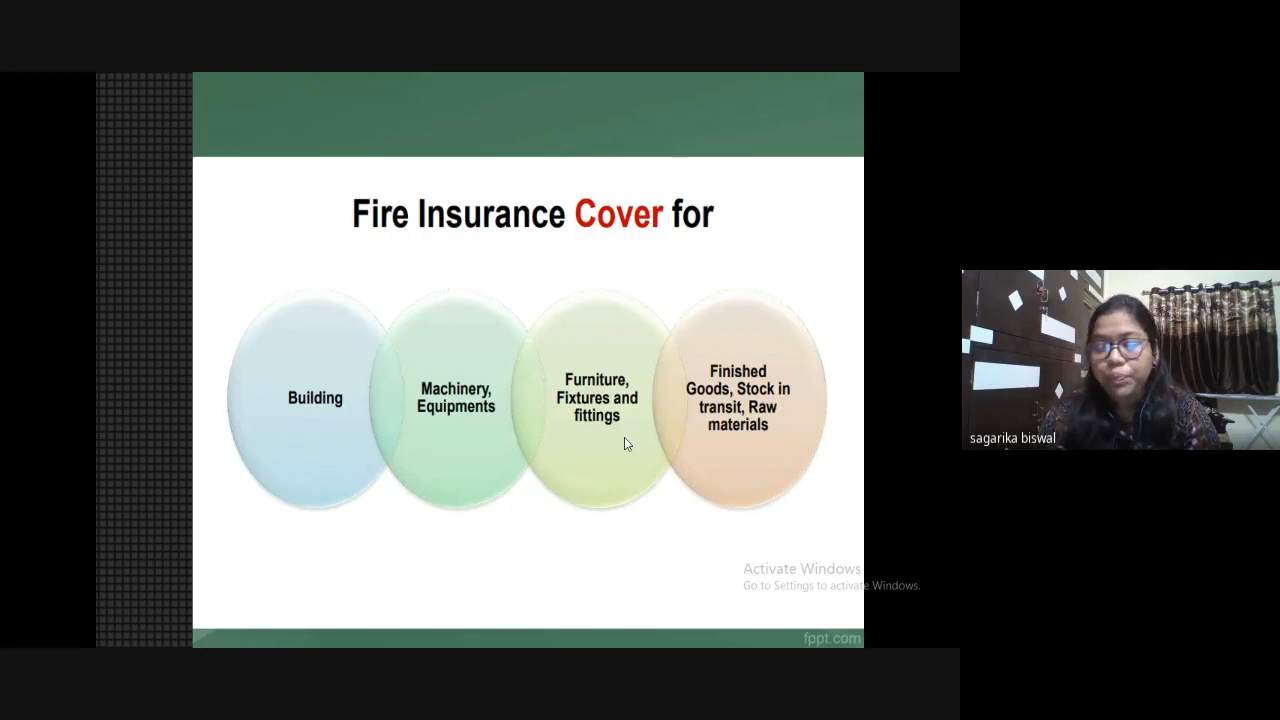 Fire Insurance Cover for
Building
Machinery,
Equipments
Furniture,
Fixtures and
fittings
Finished
Goods, Stock in
transit, Raw
materials
sagarika biswal
Activate Windows
Go to Settings to activate Windows.
fppt.com